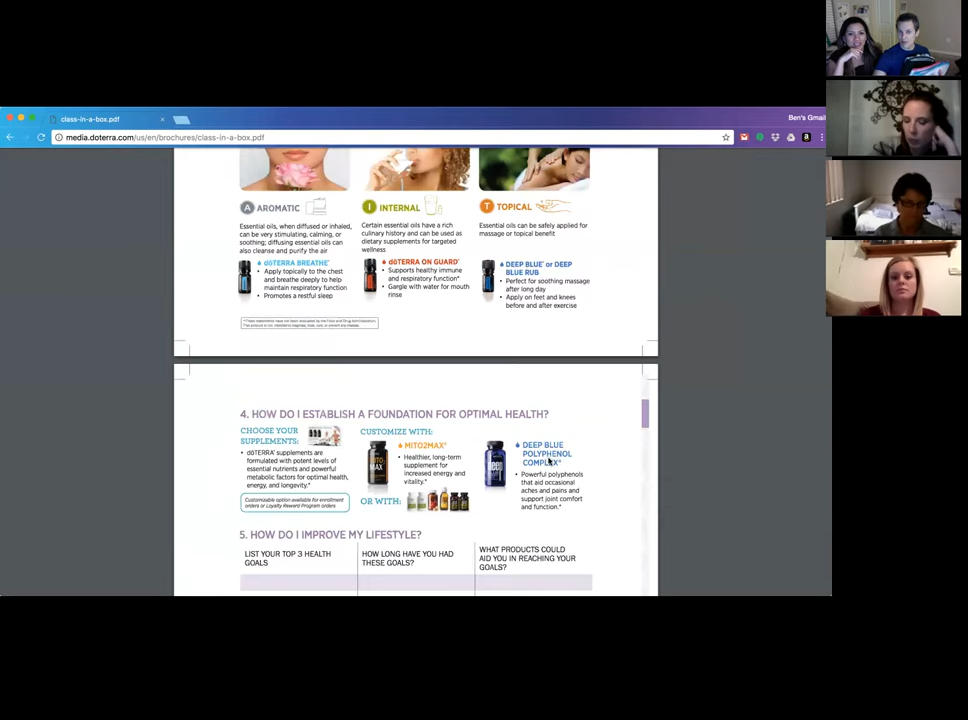 class-in-a-box.pdf
Ben's Gmail
media.doterra.com/us/en/brochures/class-in-a-box.pdf
A AROMATIC
Essential oils, when diffused or inhaled,
can be very stimulating, calming, or
soothing; diffusing essential oils can
also cleanse and purify the air
dōTERRA BREATHE®
• Apply topically to the chest
and breathe deeply to help
maintain respiratory function
• Promotes a restful sleep
I INTERNAL
Certain essential oils have a rich
culinary history and can be used as
dietary supplements for targeted
wellness
dōTERRA ON GUARD®
• Supports healthy immune
and respiratory function*
• Gargle with water for mouth
rinse
T TOPICAL
Essential oils can be safely applied for
massage or topical benefit
DEEP BLUE® or DEEP
BLUE RUB
• Perfect for soothing massage
after long day
• Apply on feet and knees
before and after exercise
4. HOW DO I ESTABLISH A FOUNDATION FOR OPTIMAL HEALTH?
CHOOSE YOUR
SUPPLEMENTS:
• dōTERRA® supplements are
formulated with potent levels of
essential nutrients and powerful
metabolic factors for optimal health,
energy, and longevity.*
Customizable option available for enrollment
orders or Loyalty Reward Program orders
CUSTOMIZE WITH:
MITO2MAX®
• Healthier, long-term
supplement for
increased energy and
vitality.*
OR WITH:
DEEP BLUE
POLYPHENOL
COMPLEX®
• Powerful polyphenols
that aid occasional
aches and pains and
support joint comfort
and function.*
5. HOW DO I IMPROVE MY LIFESTYLE?
LIST YOUR TOP 3 HEALTH
GOALS
HOW LONG HAVE YOU HAD
THESE GOALS?
WHAT PRODUCTS COULD
AID YOU IN REACHING YOUR
GOALS?